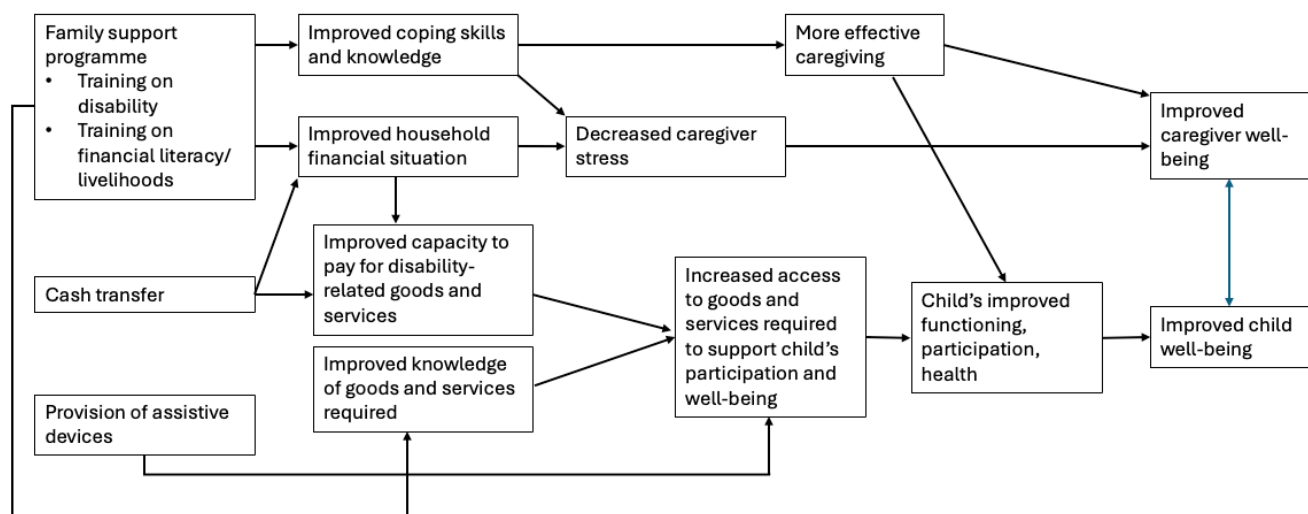 Family support
programme
• Training on
disability
• Training on
financial literacy/
livelihoods
Improved coping skills
and knowledge
More effective
caregiving
Improved household
financial situation
Decreased caregiver
stress
Improved
caregiver well-
being
Cash transfer
Improved capacity to
pay for disability-
related goods and
services
Increased access
to goods and
services required
to support child’s
participation and
well-being
Child’s improved
functioning,
participation,
health
Improved child
well-being
Improved knowledge
of goods and services
required
Provision of assistive
devices